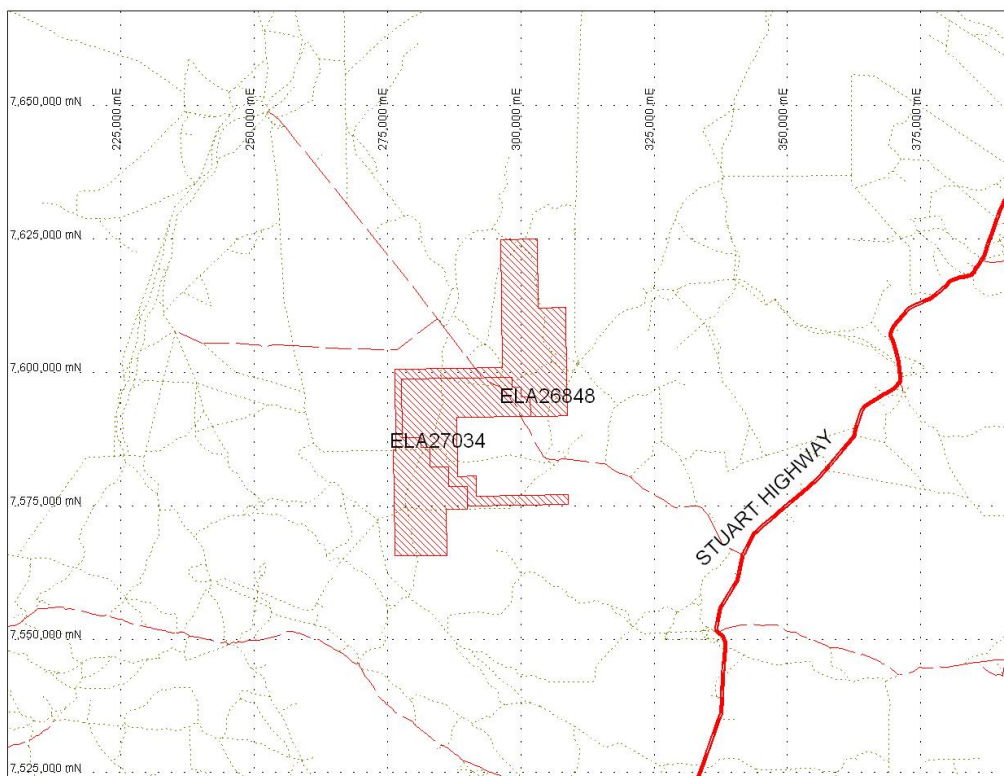 7,650,000 mN
225,000 mE
250,000 mE
275,000 mE
300,000 mE
325,000 mE
350,000 mE
375,000 mE
7,625,000 mN
7,600,000 mN
ELA26848
ELA27034
STUART HIGHWAY
7,575,000 mN
7,550,000 mN
7,525,000 mN